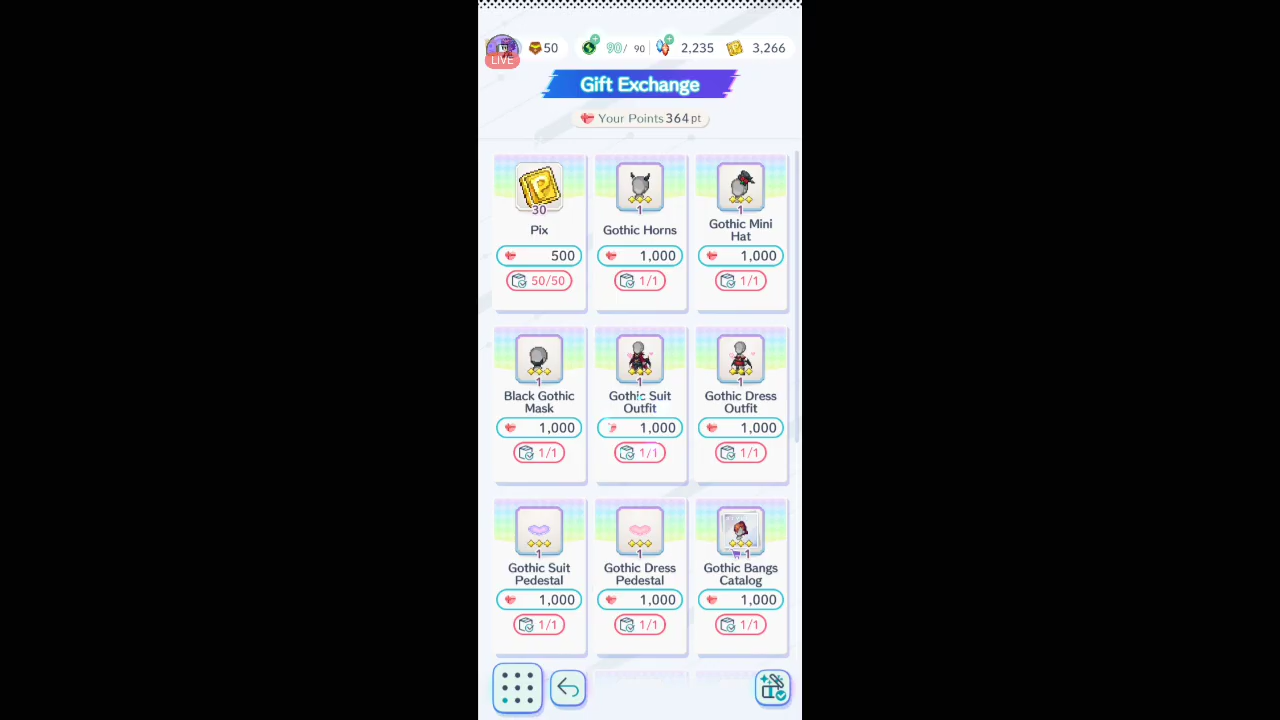 LIVE
50
90/ 90
2,235
3,266
Gift Exchange
Your Points 364 pt
30
Pix
500
50/50
1
Gothic Horns
1,000
1/1
1
Gothic Mini
Hat
1,000
1/1
1
Black Gothic
Mask
1,000
1/1
1
Gothic Suit
Outfit
1,000
1/1
1
Gothic Dress
Outfit
1,000
1/1
1
Gothic Suit
Pedestal
1,000
1/1
1
Gothic Dress
Pedestal
1,000
1/1
1
Gothic Bangs
Catalog
1,000
1/1